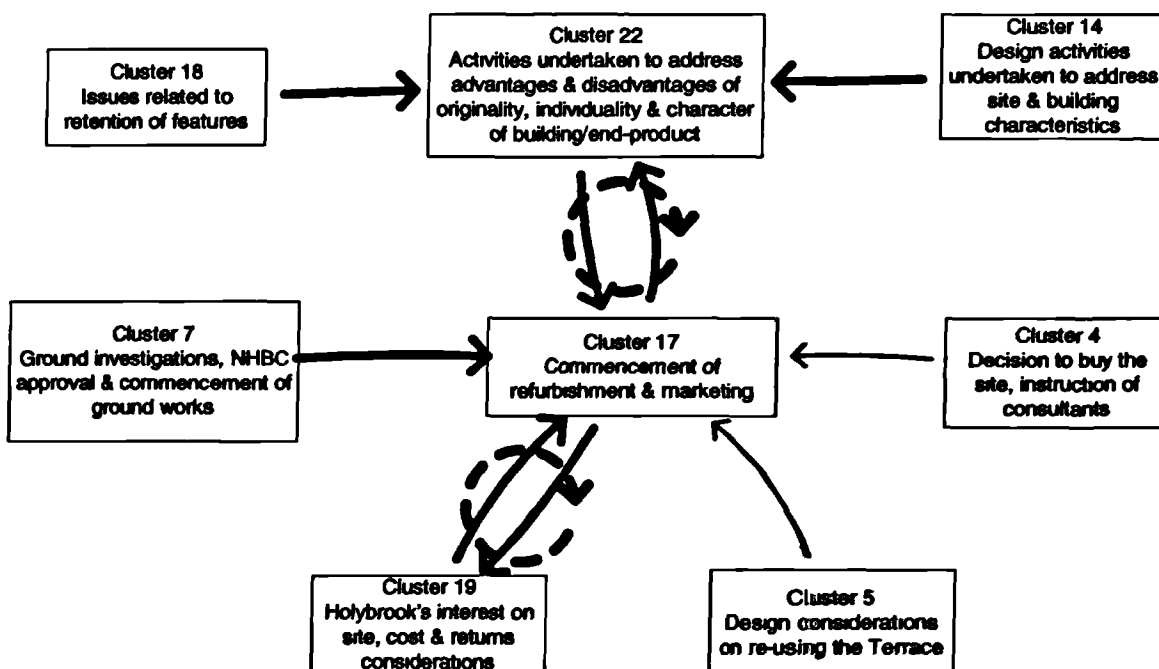 Cluster 18
Issues related to
retention of features
Cluster 22
Activities undertaken to address
advantages & disadvantages of
originality, individuality & character
of building/end-product
Cluster 14
Design activities
undertaken to address
site & building
characteristics
Cluster 7
Ground investigations, NHBC
approval & commencement of
ground works
Cluster 17
Commencement of
refurbishment & marketing
Cluster 4
Decision to buy the
site, instruction of
consultants
Cluster 19
Holybrook's interest on
site, cost & returns
considerations
Cluster 5
Design considerations
on re-using the Terrace